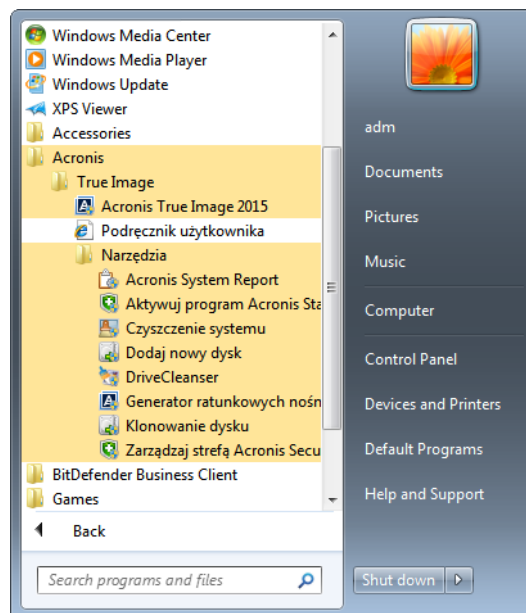 Windows Media Center
Windows Media Player
Windows Update
XPS Viewer
Accessories
Acronis
True Image
Acronis True Image 2015
Podręcznik użytkownika
Narzędzia
Acronis System Report
Aktywuj program Acronis Sta
Czyszczenie systemu
Dodaj nowy dysk
DriveCleanser
Generator ratunkowych nośn
Klonowanie dysku
Zarządzaj strefą Acronis Secu
BitDefender Business Client
Games
Back
Search programs and files
adm
Documents
Pictures
Music
Computer
Control Panel
Devices and Printers
Default Programs
Help and Support
Shut down